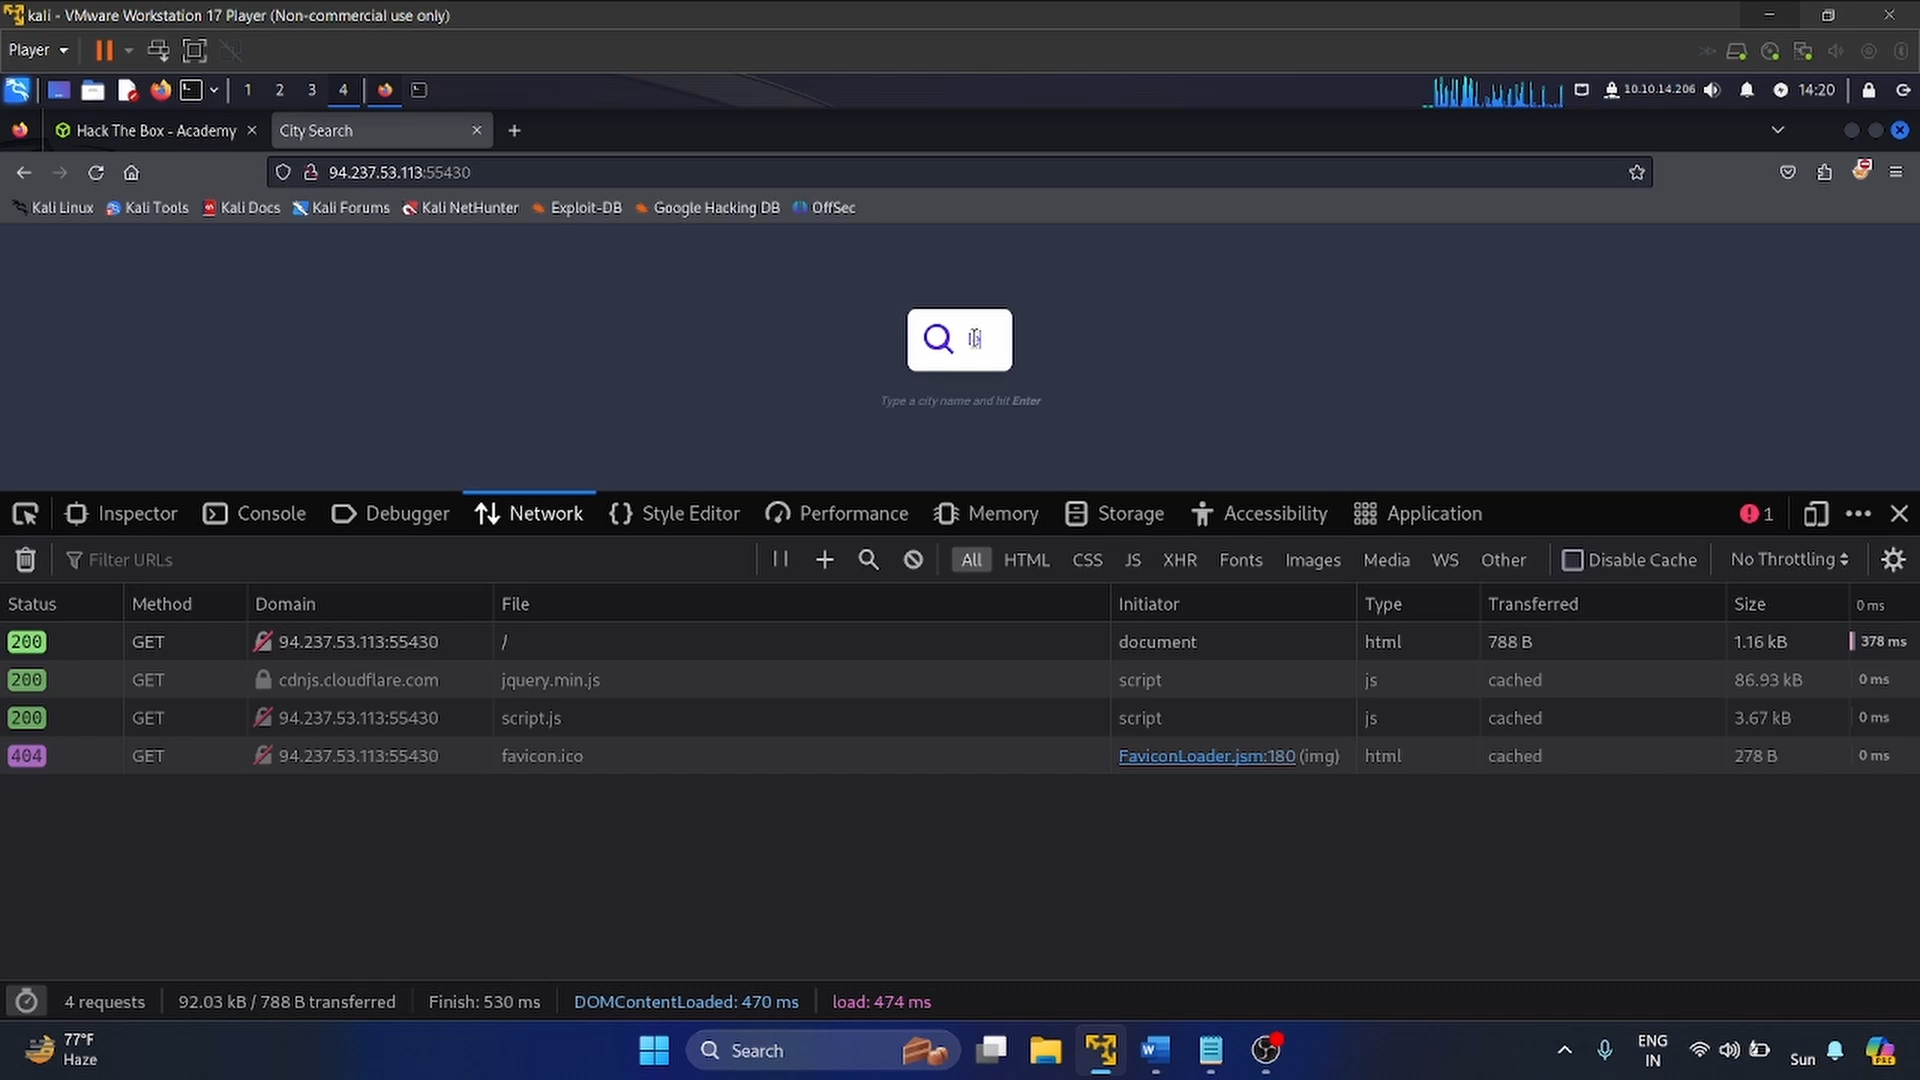 kali - VMware Workstation 17 Player (Non-commercial use only)
Player
1 2 3 4 10.10.14.206 14:20
Hack The Box - Academy City Search
94.237.53.113:55430
Kali Linux Kali Tools Kali Docs Kali Forums Kali NetHunter Exploit-DB Google Hacking DB OffSec
Type a city name and hit Enter
Inspector Console Debugger Network Style Editor Performance Memory Storage Accessibility Application 1
Filter URLs All HTML CSS JS XHR Fonts Images Media WS Other Disable Cache No Throttling
Status Method Domain File Initiator Type Transferred Size 0 ms
200 GET 94.237.53.113:55430 / document html 788 B 1.16 kB 378 ms
200 GET cdnjs.cloudflare.com jquery.min.js script js cached 86.93 kB 0 ms
200 GET 94.237.53.113:55430 script.js script js cached 3.67 kB 0 ms
404 GET 94.237.53.113:55430 favicon.ico FaviconLoader.jsm:180 (img) html cached 278 B 0 ms
4 requests 92.03 kB / 788 B transferred Finish: 530 ms DOMContentLoaded: 470 ms load: 474 ms
77°F
Haze
Search
ENG
IN
Sun